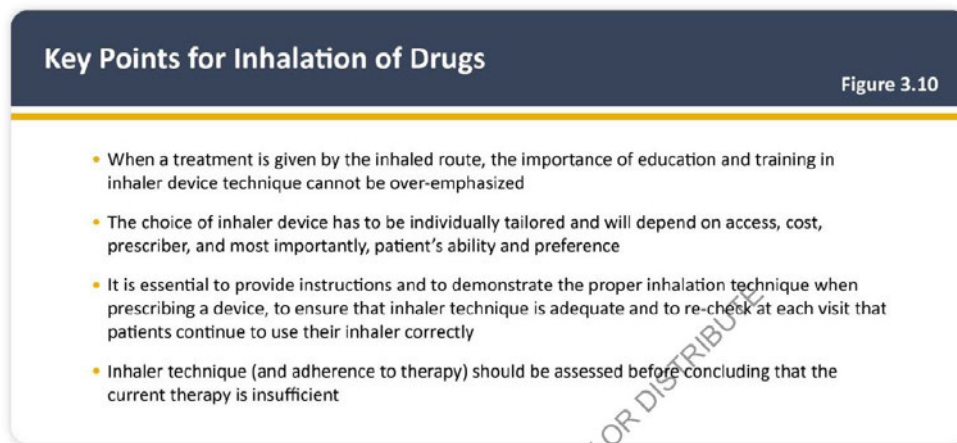 Key Points for Inhalation of Drugs
Figure 3.10
• When a treatment is given by the inhaled route, the importance of education and training in
inhaler device technique cannot be over-emphasized
• The choice of inhaler device has to be individually tailored and will depend on access, cost,
prescriber, and most importantly, patient's ability and preference
• It is essential to provide instructions and to demonstrate the proper inhalation technique when
prescribing a device, to ensure that inhaler technique is adequate and to re-check at each visit that
patients continue to use their inhaler correctly
• Inhaler technique (and adherence to therapy) should be assessed before concluding that the
current therapy is insufficient
OR DISTRIBUTE